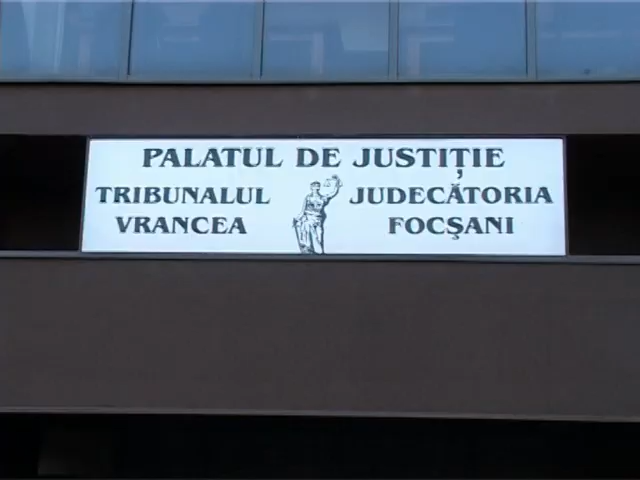 PALATUL DE JUSTIȚIE
TRIBUNALUL
VRANCEA
JUDECĂTORIA
FOCȘANI